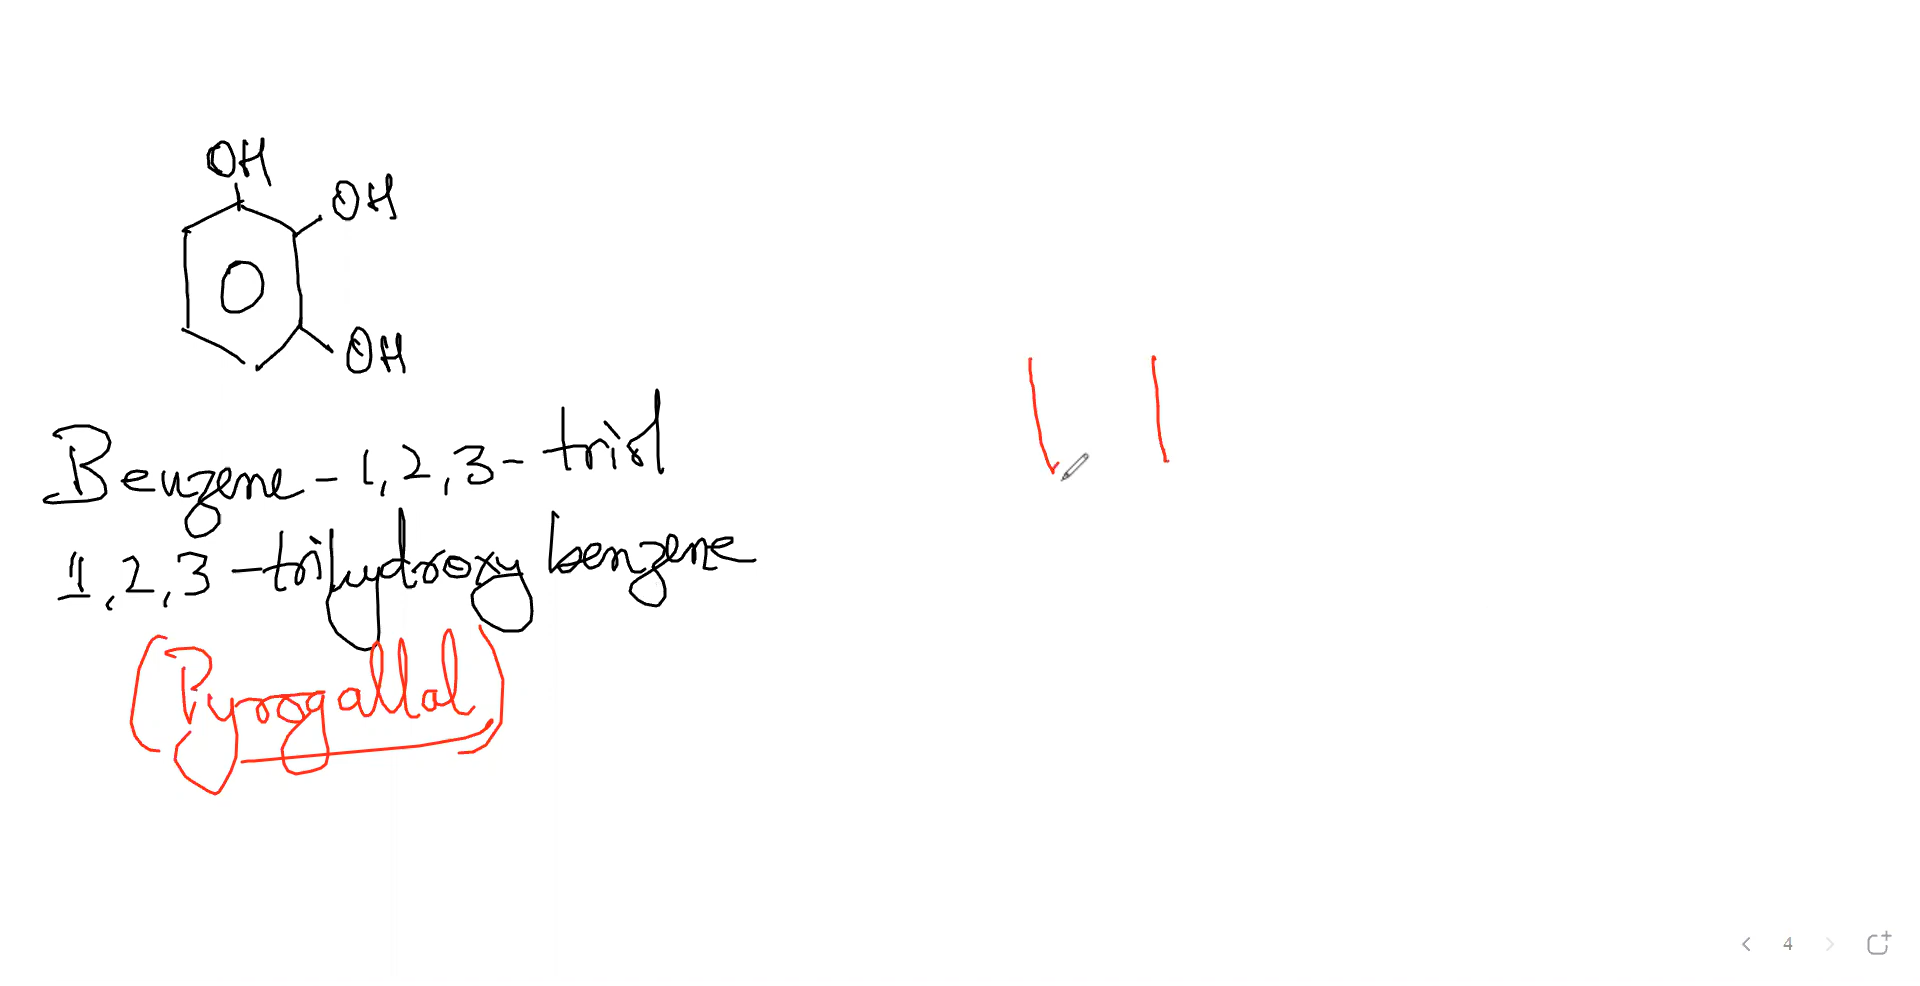 OH
OH
OH
Benzene - 1,2,3 - triol
1,2,3 - trihydroxy benzene
(Pyrogallol)
4